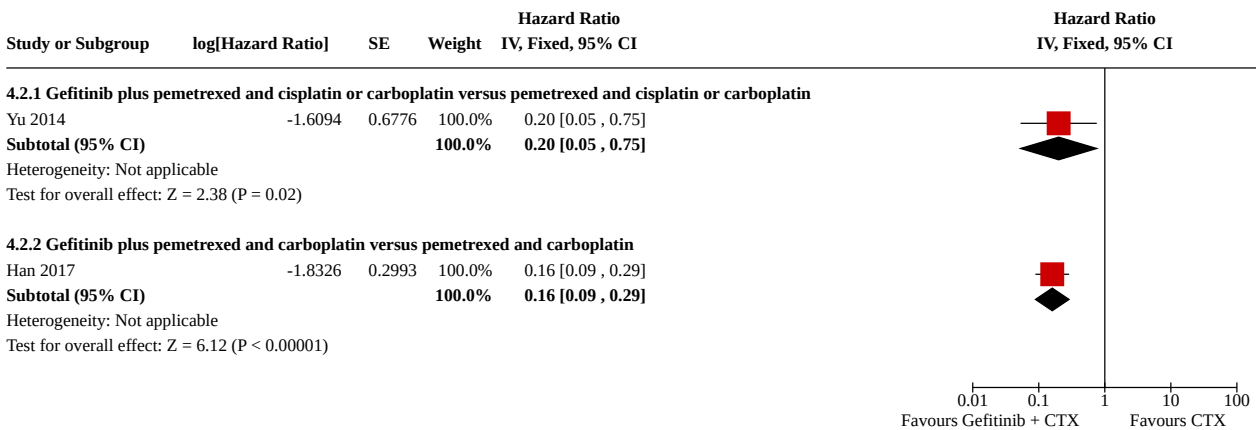 Hazard Ratio Hazard Ratio
Study or Subgroup log[Hazard Ratio] SE Weight IV, Fixed, 95% CI IV, Fixed, 95% CI
4.2.1 Gefitinib plus pemetrexed and cisplatin or carboplatin versus pemetrexed and cisplatin or carboplatin
Yu 2014 -1.6094 0.6776 100.0% 0.20 [0.05 , 0.75]
Subtotal (95% CI) 100.0% 0.20 [0.05 , 0.75]
Heterogeneity: Not applicable
Test for overall effect: Z = 2.38 (P = 0.02)
4.2.2 Gefitinib plus pemetrexed and carboplatin versus pemetrexed and carboplatin
Han 2017 -1.8326 0.2993 100.0% 0.16 [0.09 , 0.29]
Subtotal (95% CI) 100.0% 0.16 [0.09 , 0.29]
Heterogeneity: Not applicable
Test for overall effect: Z = 6.12 (P < 0.00001)
0.01 0.1 1 10 100
Favours Gefitinib + CTX Favours CTX